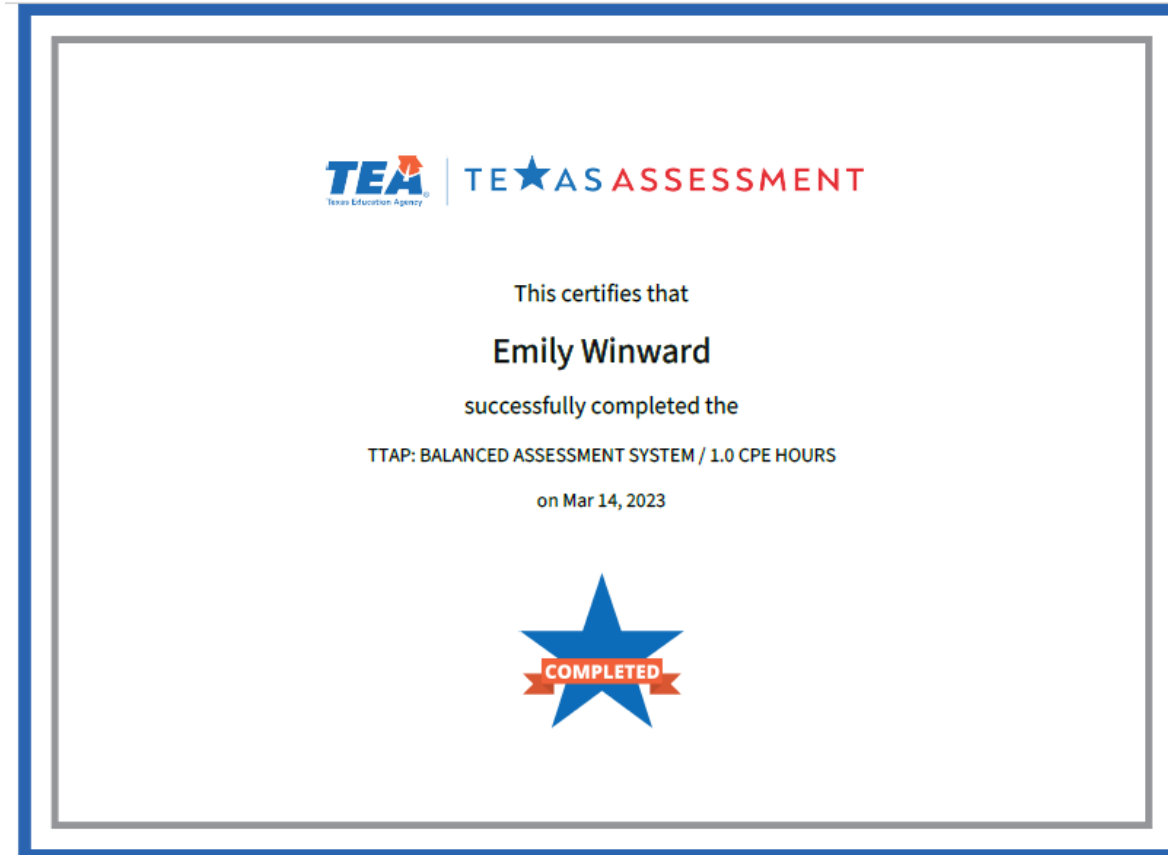 TEA
Texas Education Agency
TEXAS ASSESSMENT
This certifies that
Emily Winward
successfully completed the
TTAP: BALANCED ASSESSMENT SYSTEM / 1.0 CPE HOURS
on Mar 14, 2023
COMPLETED